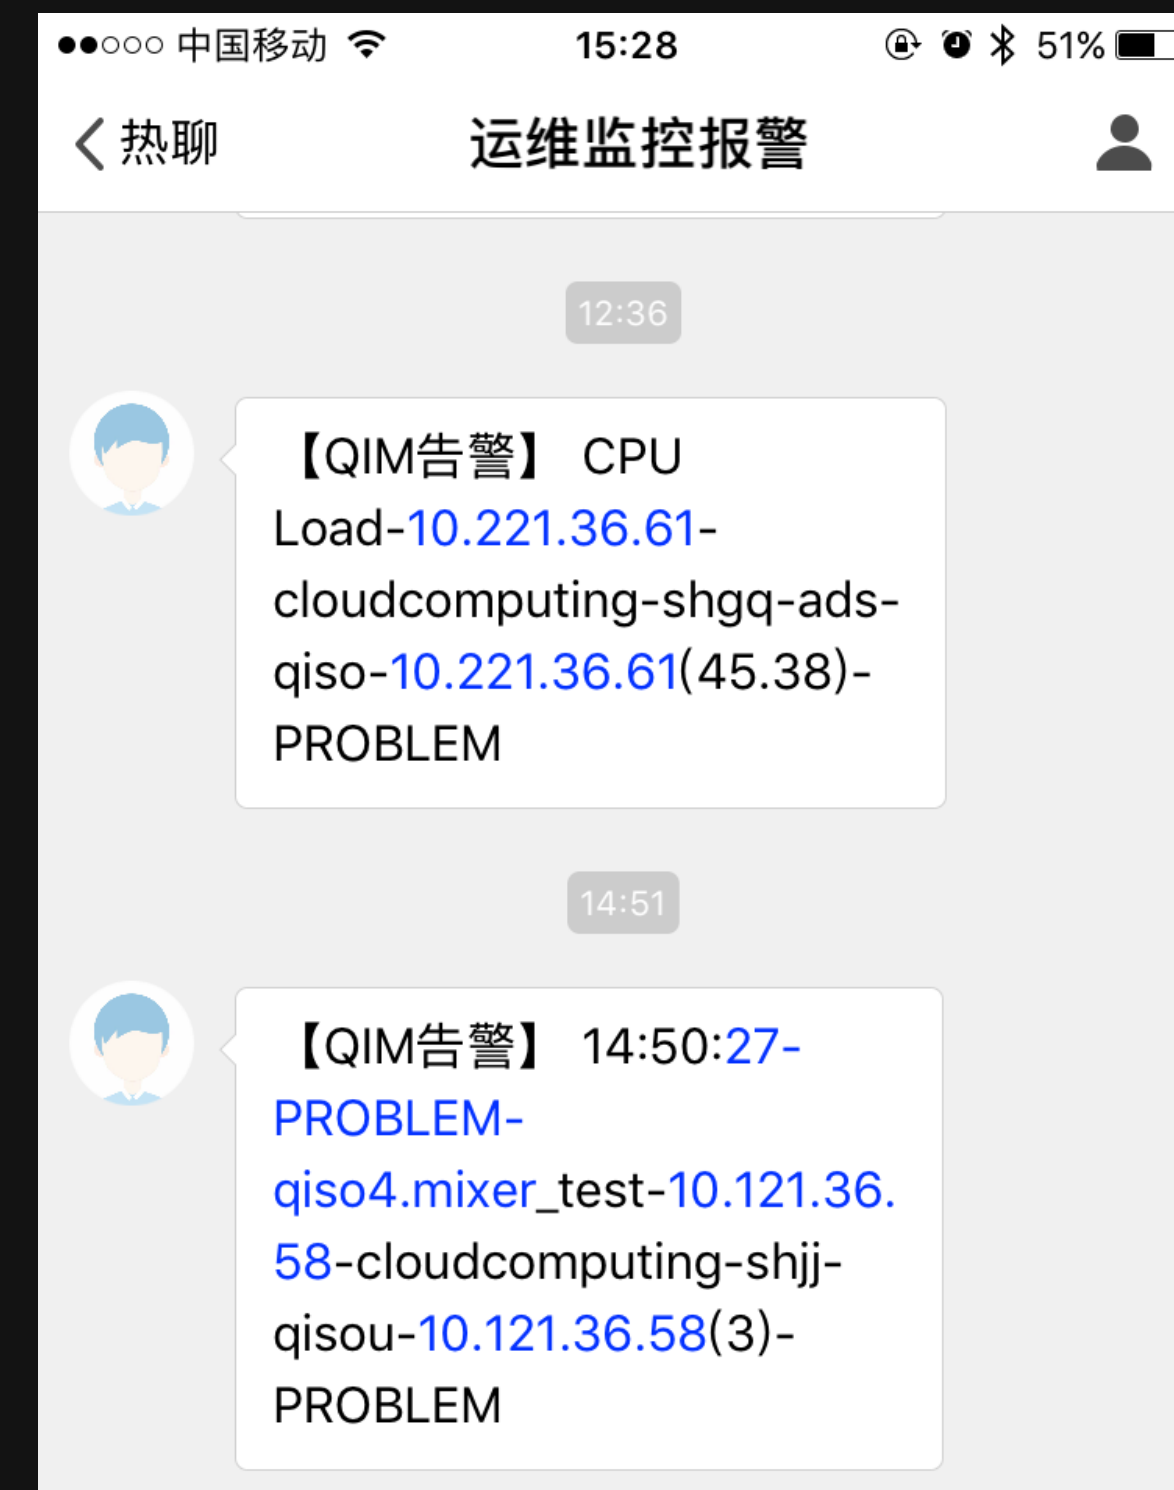 中国移动 15:28 51%
热聊 运维监控报警
12:36
【QIM告警】 CPU
Load-10.221.36.61-
cloudcomputing-shgq-ads-
qiso-10.221.36.61(45.38)-
PROBLEM
14:51
【QIM告警】 14:50:27-
PROBLEM-
qiso4.mixer_test-10.121.36.
58-cloudcomputing-shjj-
qisou-10.121.36.58(3)-
PROBLEM